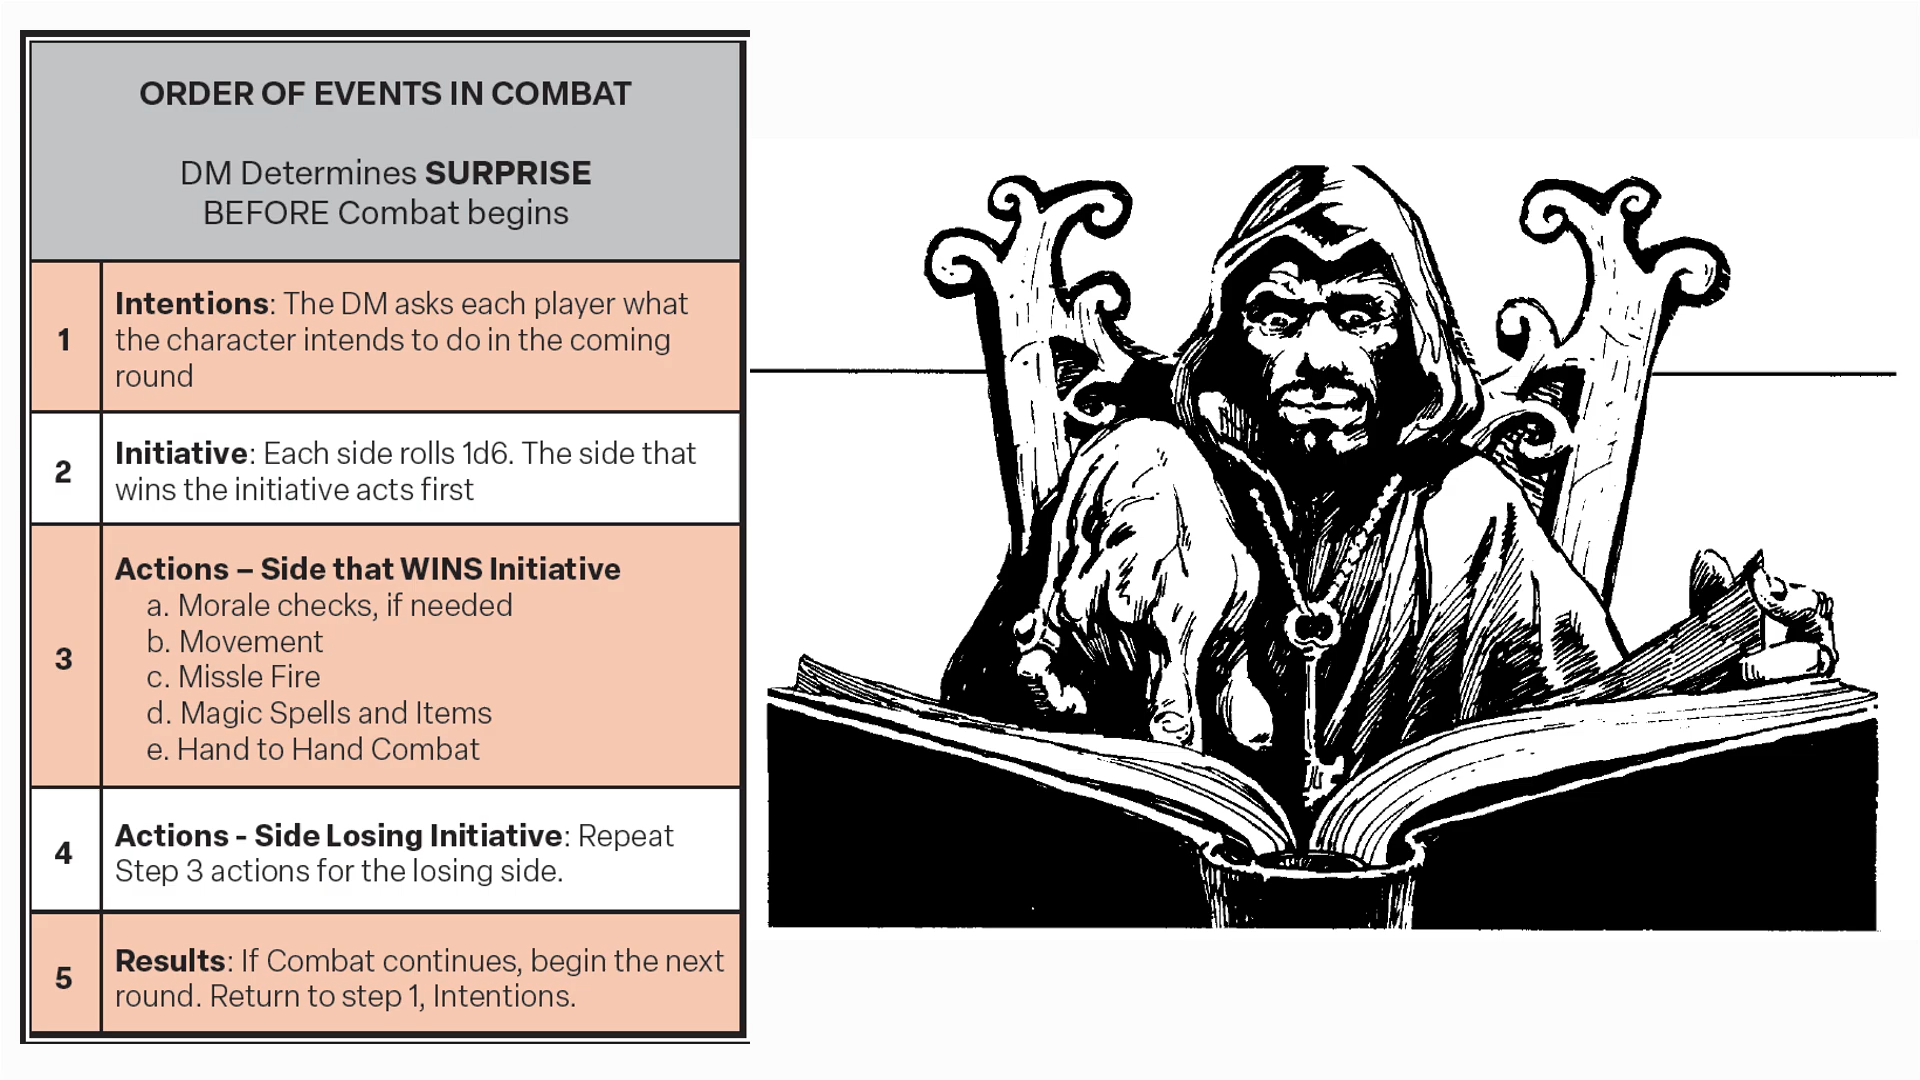 ORDER OF EVENTS IN COMBAT
DM Determines SURPRISE
BEFORE Combat begins
1
Intentions: The DM asks each player what
the character intends to do in the coming
round
2
Initiative: Each side rolls 1d6. The side that
wins the initiative acts first
3
Actions – Side that WINS Initiative
a. Morale checks, if needed
b. Movement
c. Missle Fire
d. Magic Spells and Items
e. Hand to Hand Combat
4
Actions - Side Losing Initiative: Repeat
Step 3 actions for the losing side.
5
Results: If Combat continues, begin the next
round. Return to step 1, Intentions.